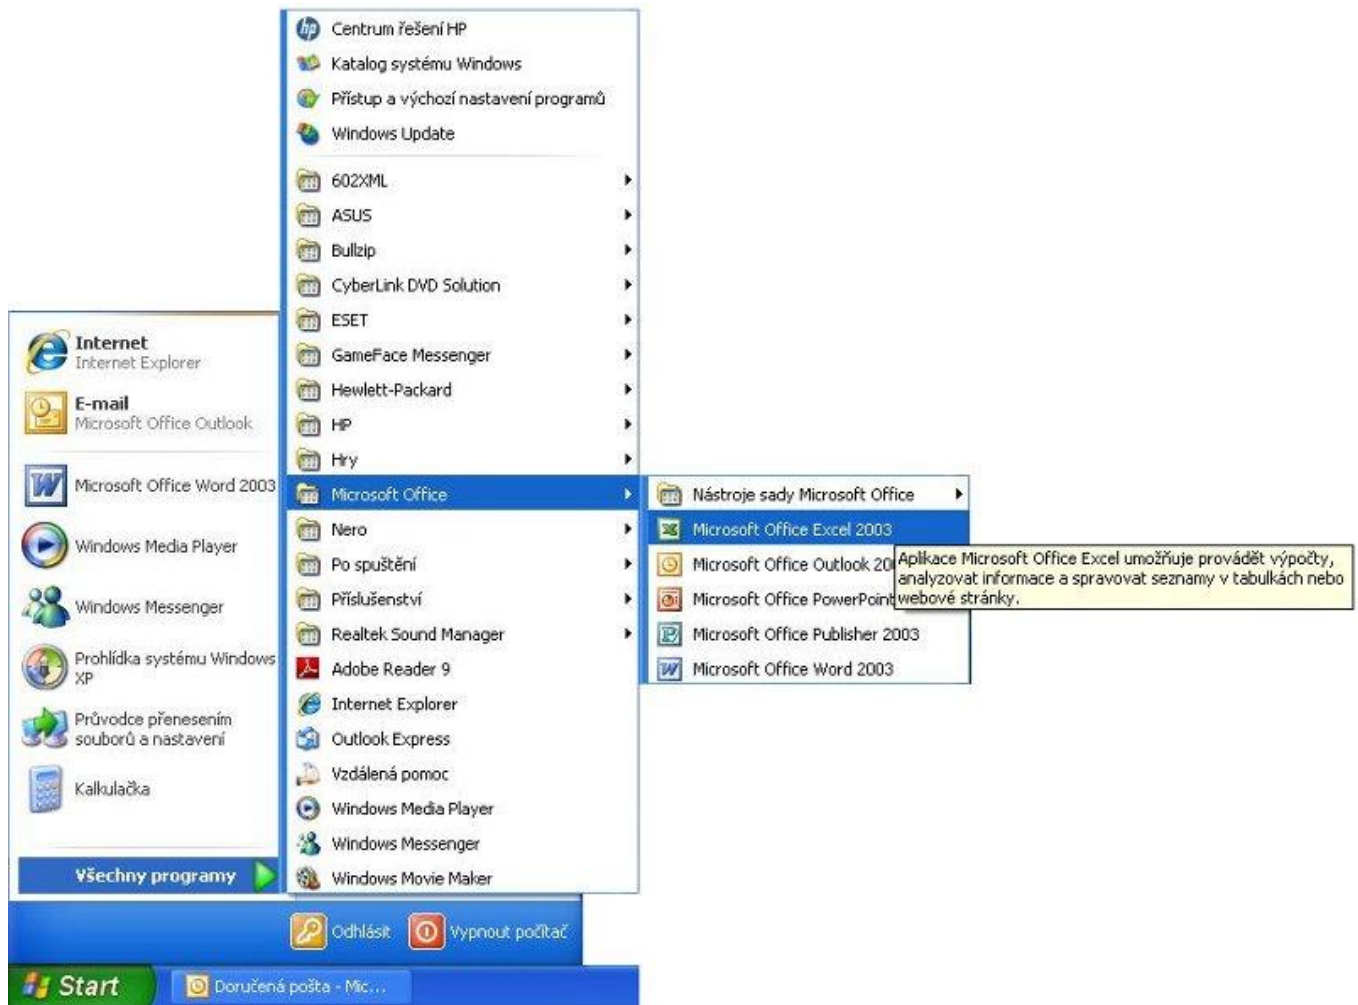 Centrum řešení HP
Katalog systému Windows
Přístup a výchozí nastavení programů
Windows Update
602XML
ASUS
Bullzip
CyberLink DVD Solution
ESET
GameFace Messenger
Hewlett-Packard
HP
Hry
Microsoft Office
Nero
Po spuštění
Příslušenství
Realtek Sound Manager
Adobe Reader 9
Internet Explorer
Outlook Express
Vzdálená pomoc
Windows Media Player
Windows Messenger
Windows Movie Maker
Internet
Internet Explorer
E-mail
Microsoft Office Outlook
Microsoft Office Word 2003
Windows Media Player
Windows Messenger
Prohlídka systému Windows
XP
Průvodce přenesením
souborů a nastavení
Kalkulačka
Všechny programy
Nástroje sady Microsoft Office
Microsoft Office Excel 2003
Microsoft Office Outlook 20
Microsoft Office PowerPoint
Microsoft Office Publisher 2003
Microsoft Office Word 2003
Aplikace Microsoft Office Excel umožňuje provádět výpočty,
analyzovat informace a spravovat seznamy v tabulkách nebo
webové stránky.
Odhlásit
Vypnout počítač
Start
Doručená pošta - Mic...